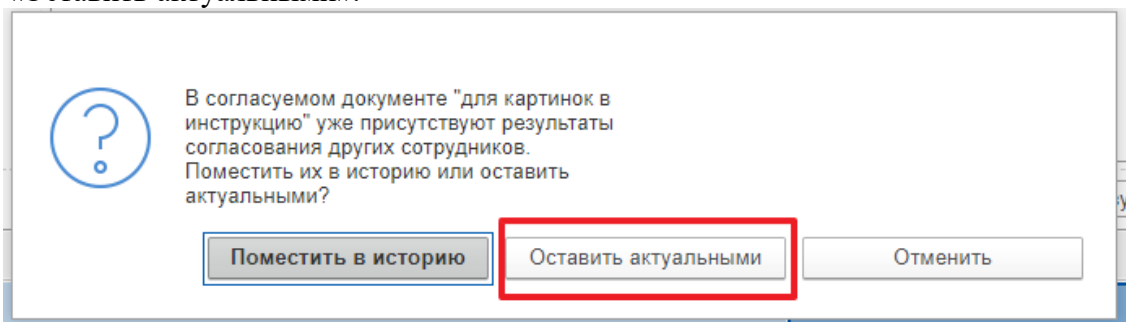 В согласуемом документе "для картинок в
инструкцию" уже присутствуют результаты
согласования других сотрудников.
Поместить их в историю или оставить
актуальными?
Поместить в историю Оставить актуальными Отменить